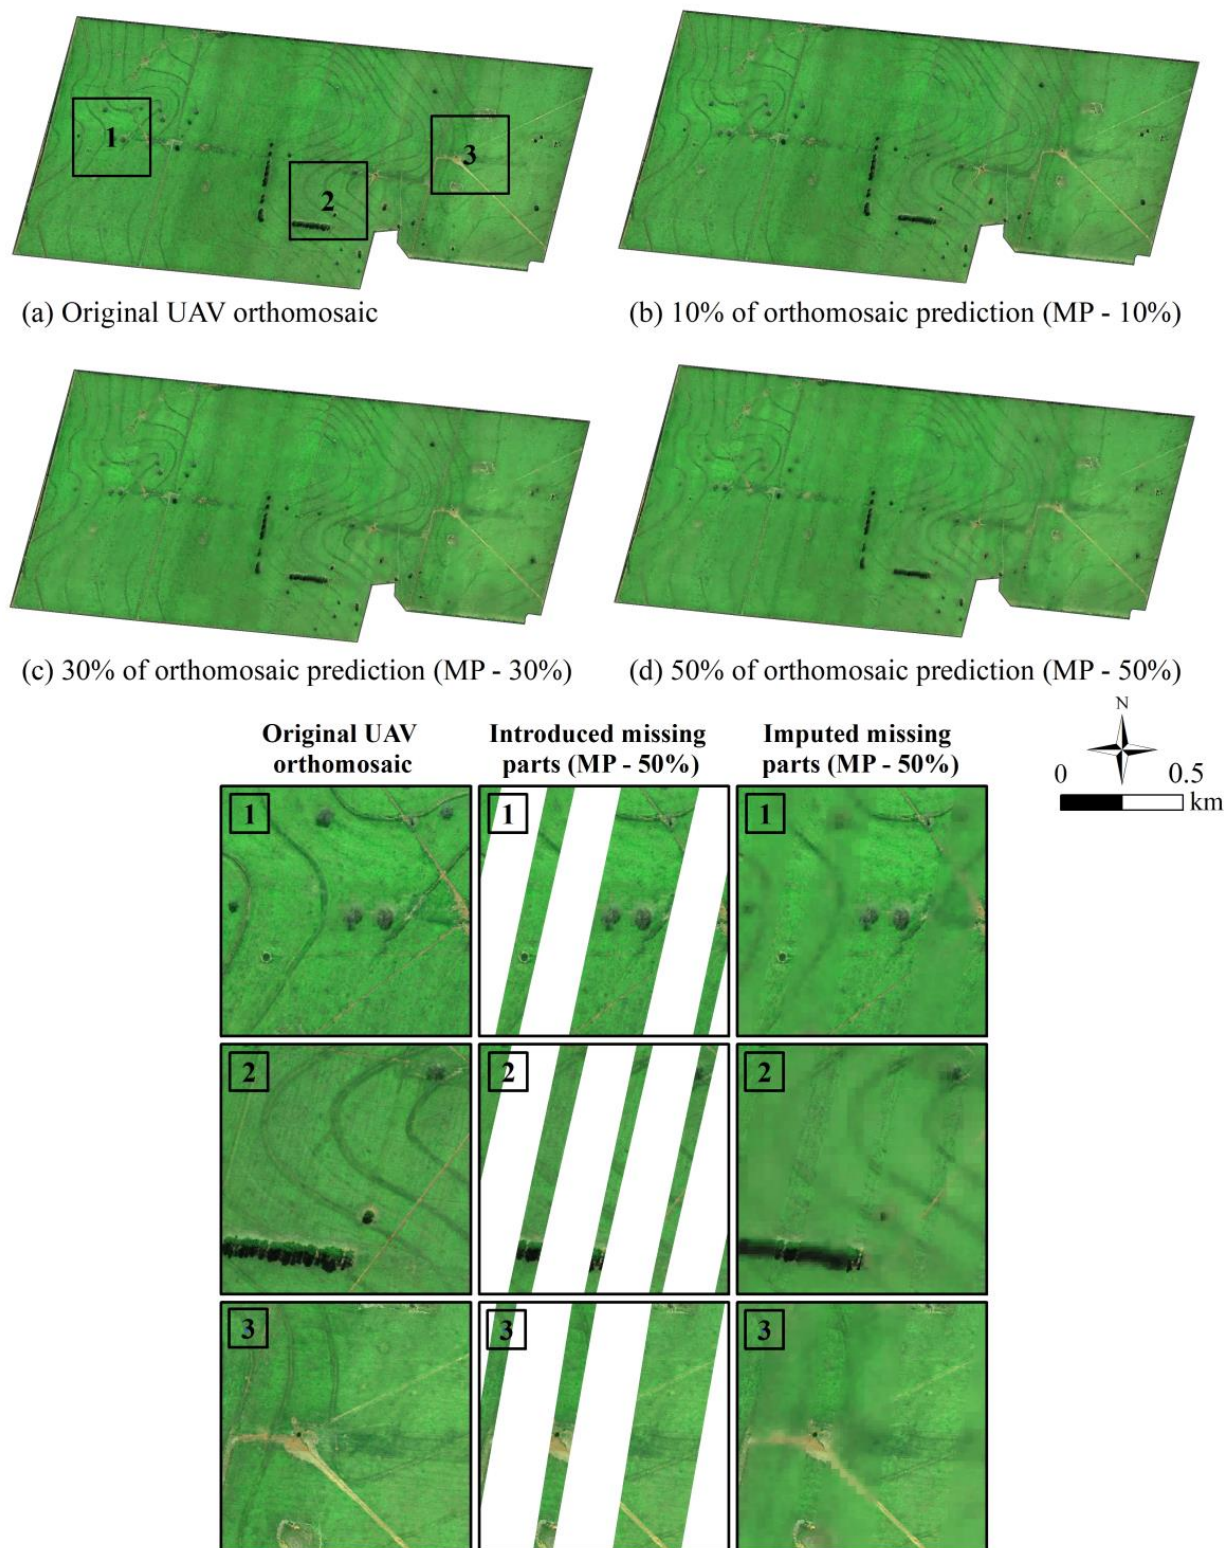 1
2
3
(a) Original UAV orthomosaic
(b) 10% of orthomosaic prediction (MP - 10%)
(c) 30% of orthomosaic prediction (MP - 30%)
(d) 50% of orthomosaic prediction (MP - 50%)
Original UAV
orthomosaic
Introduced missing
parts (MP - 50%)
Imputed missing
parts (MP - 50%)
N
0 0.5
km
1 1 1
2 2 2
3 3 3